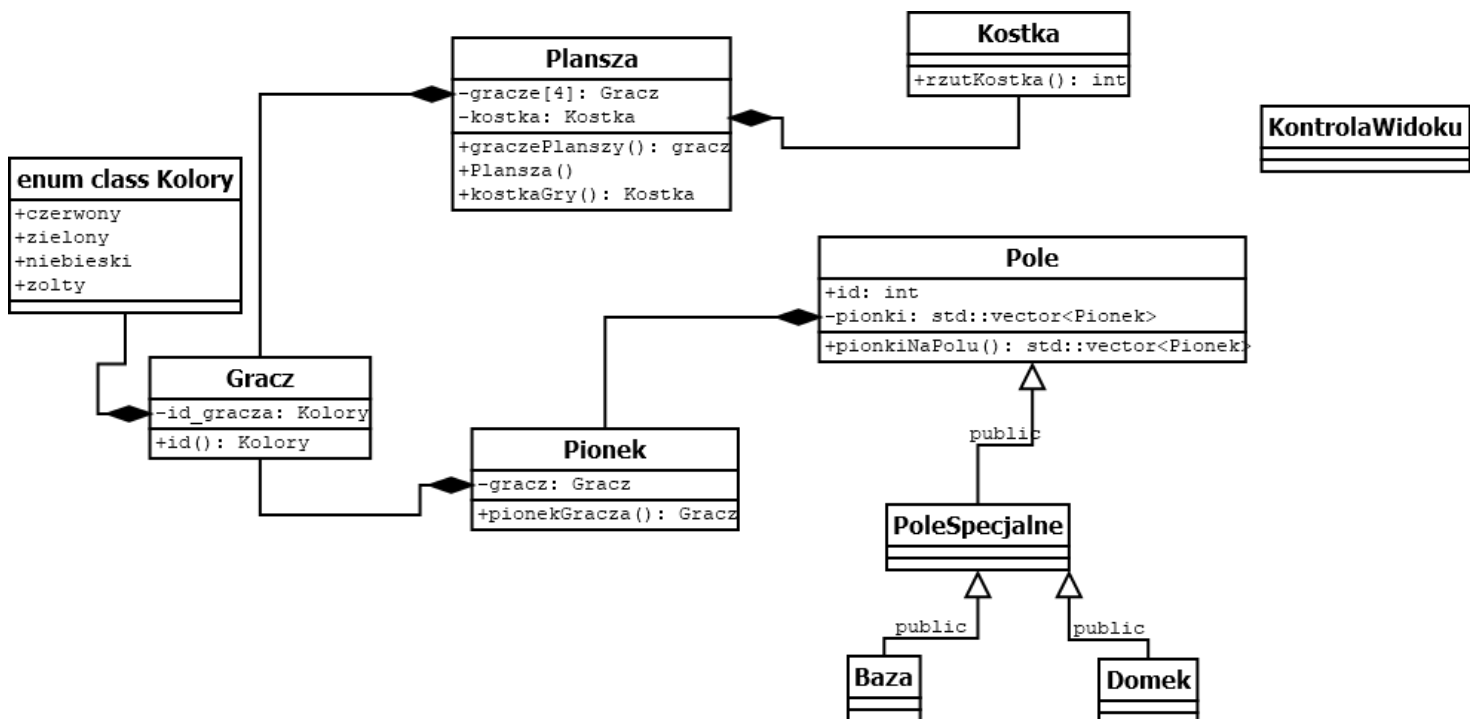 Kostka
+rzutKostka(): int
Plansza
-gracze[4]: Gracz
-kostka: Kostka
+graczePlanszy(): gracz
+Plansza()
+kostkaGry(): Kostka
KontrolaWidoku
enum class Kolory
+czerwony
+zielony
+niebieski
+zolty
Pole
+id: int
-pionki: std::vector<Pionek>
+pionkiNaPolu(): std::vector<Pionek>
Gracz
-id_gracza: Kolory
+id(): Kolory
Pionek
-gracz: Gracz
+pionekGracza(): Gracz
public
PoleSpecjalne
public
public
Baza
Domek